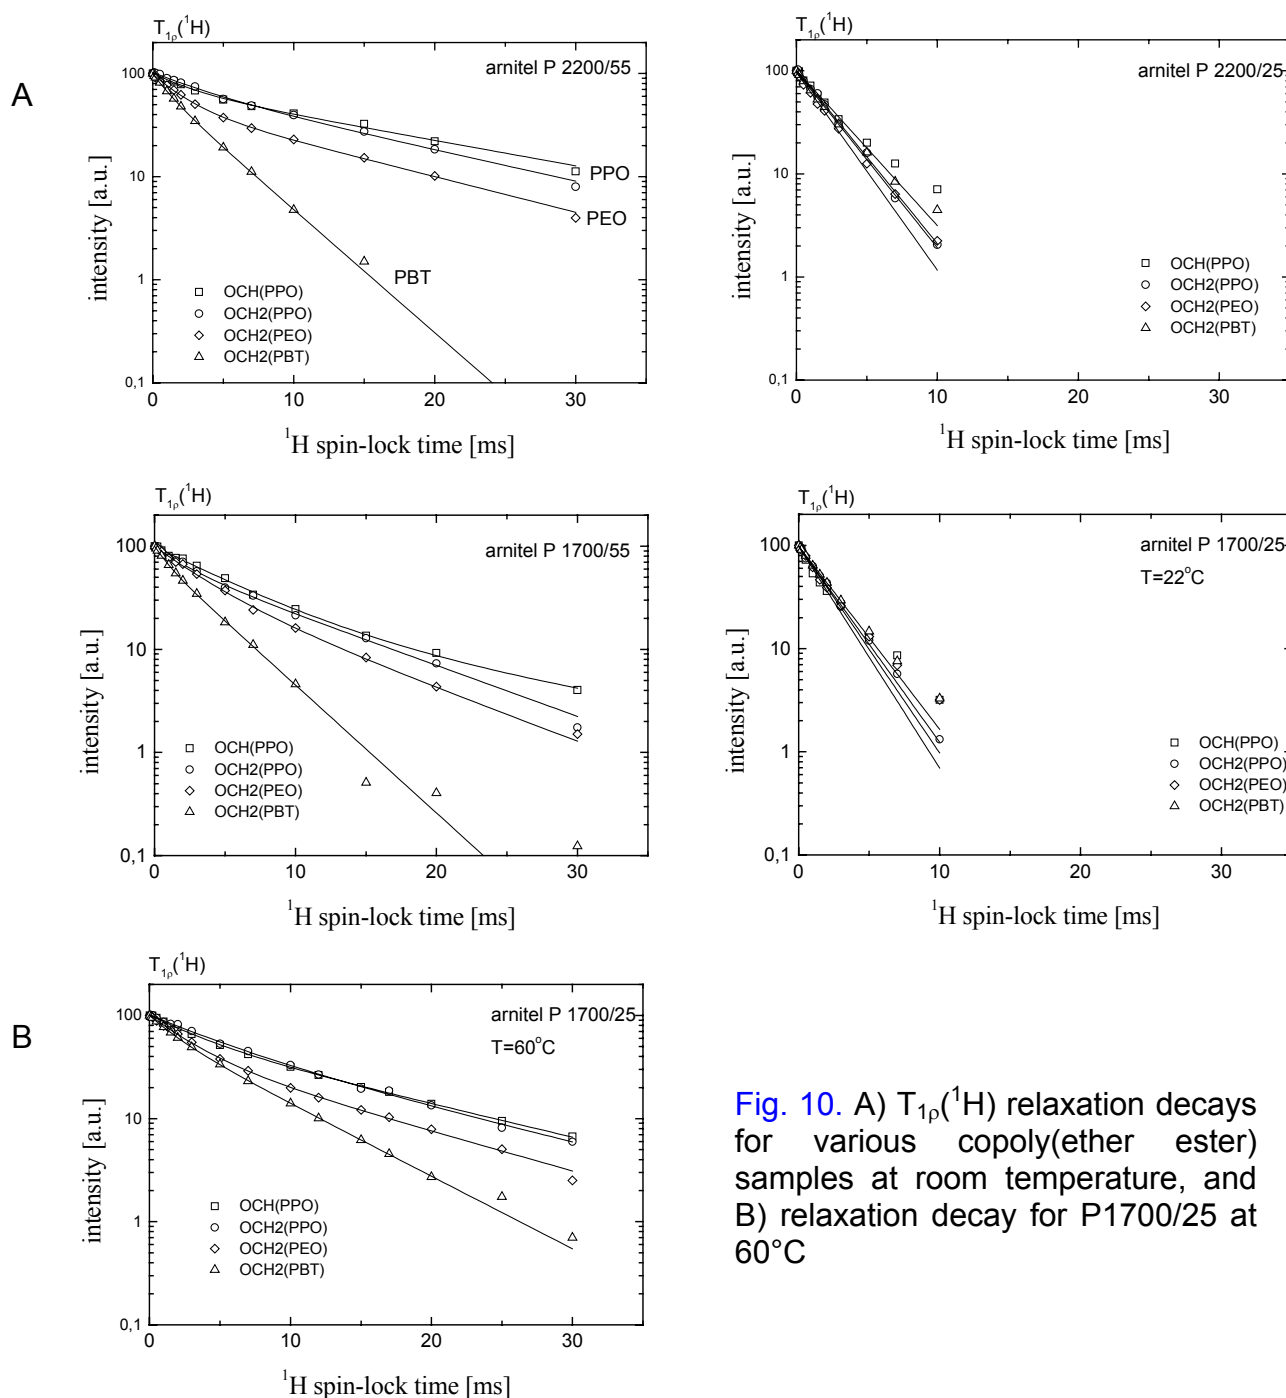 A
T1ρ(¹H)
arnitel P 2200/55
intensity [a.u.]
100
10
1
0,1
PPO
PEO
PBT
OCH(PPO)
OCH2(PPO)
OCH2(PEO)
OCH2(PBT)
0 10 20 30
¹H spin-lock time [ms]
T1ρ(¹H)
arnitel P 2200/25
intensity [a.u.]
100
10
1
0,1
OCH(PPO)
OCH2(PPO)
OCH2(PEO)
OCH2(PBT)
0 10 20 30
¹H spin-lock time [ms]
T1ρ(¹H)
arnitel P 1700/55
intensity [a.u.]
100
10
1
0,1
OCH(PPO)
OCH2(PPO)
OCH2(PEO)
OCH2(PBT)
0 10 20 30
¹H spin-lock time [ms]
T1ρ(¹H)
arnitel P 1700/25
T=22°C
intensity [a.u.]
100
10
1
0,1
OCH(PPO)
OCH2(PPO)
OCH2(PEO)
OCH2(PBT)
0 10 20 30
¹H spin-lock time [ms]
B
T1ρ(¹H)
arnitel P 1700/25
T=60°C
intensity [a.u.]
100
10
1
0,1
OCH(PPO)
OCH2(PPO)
OCH2(PEO)
OCH2(PBT)
0 10 20 30
¹H spin-lock time [ms]
Fig. 10. A) T1ρ(¹H) relaxation decays
for various copoly(ether ester)
samples at room temperature, and
B) relaxation decay for P1700/25 at
60°C